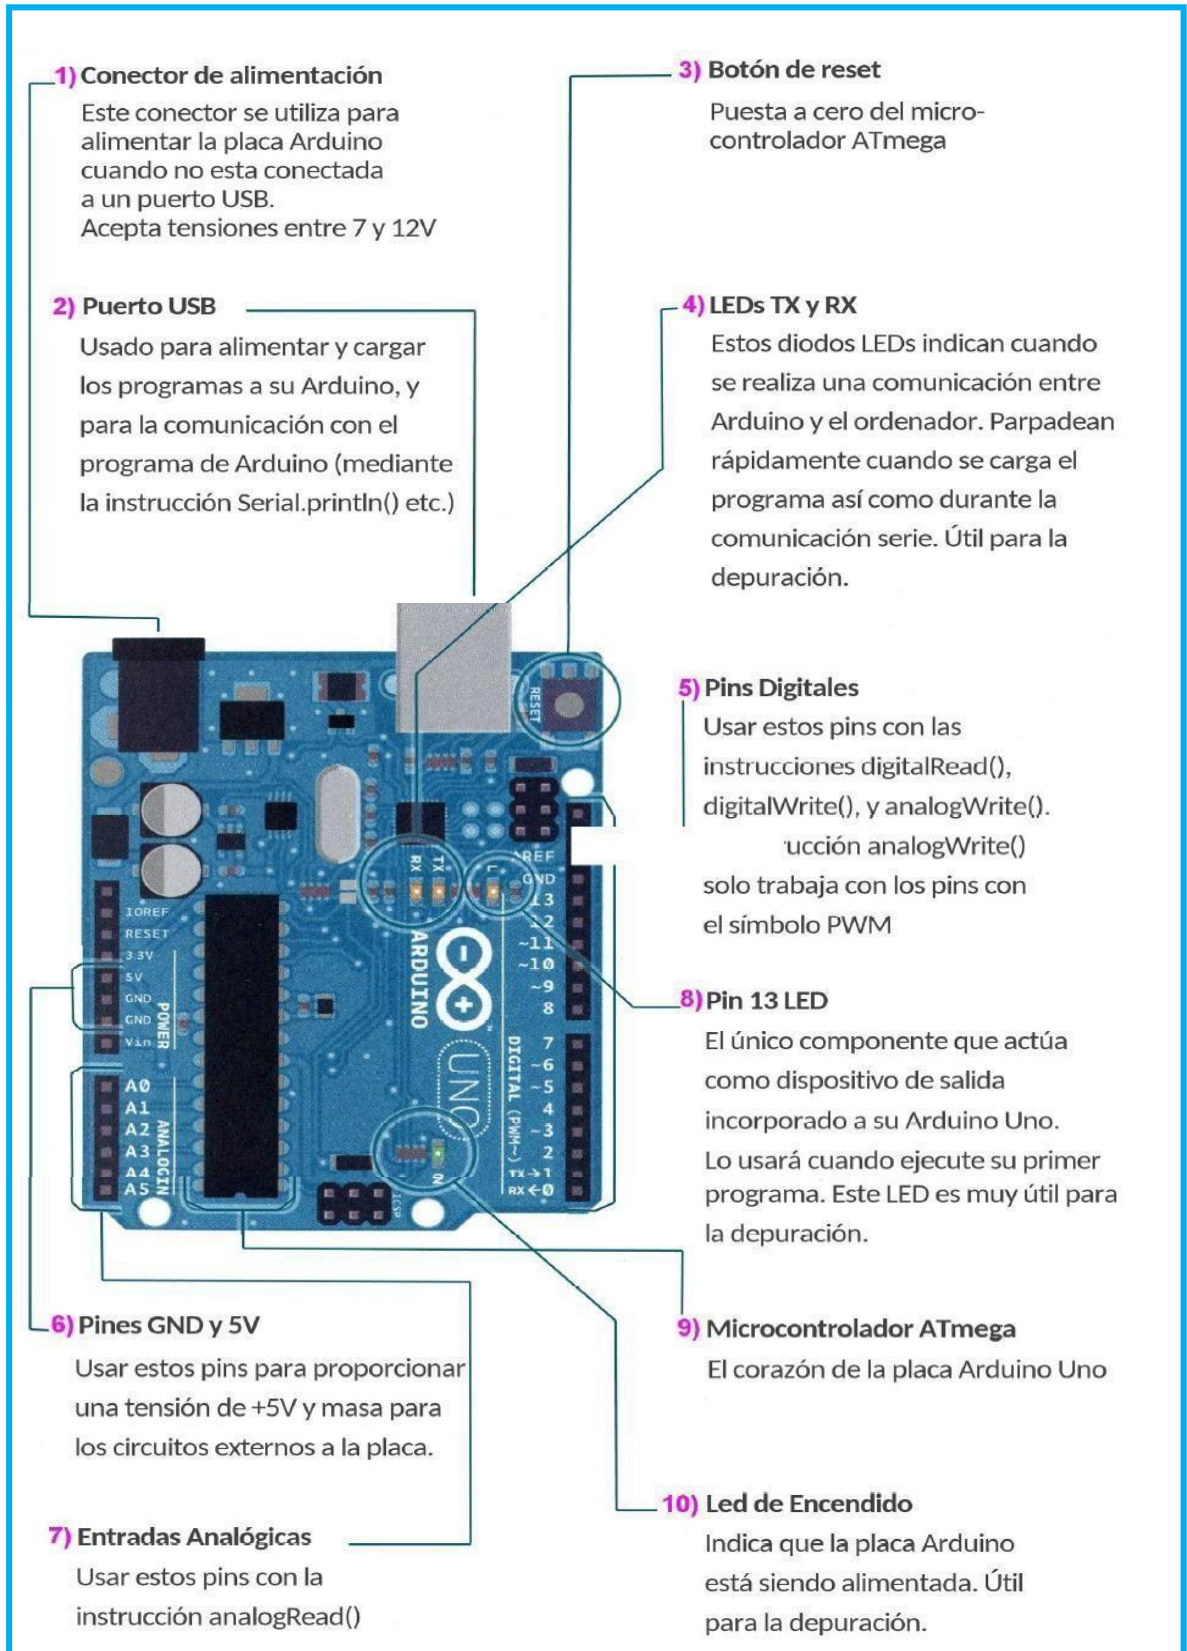 1) Conector de alimentación
Este conector se utiliza para
alimentar la placa Arduino
cuando no esta conectada
a un puerto USB.
Acepta tensiones entre 7 y 12V
2) Puerto USB
Usado para alimentar y cargar
los programas a su Arduino, y
para la comunicación con el
programa de Arduino (mediante
la instrucción Serial.println() etc.)
3) Botón de reset
Puesta a cero del micro-
controlador ATmega
4) LEDs TX y RX
Estos diodos LEDs indican cuando
se realiza una comunicación entre
Arduino y el ordenador. Parpadean
rápidamente cuando se carga el
programa así como durante la
comunicación serie. Útil para la
depuración.
5) Pins Digitales
Usar estos pins con las
instrucciones digitalRead(),
digitalWrite(), y analogWrite().
analogWrite()
solo trabaja con los pins con
el símbolo PWM
8) Pin 13 LED
El único componente que actúa
como dispositivo de salida
incorporado a su Arduino Uno.
Lo usará cuando ejecute su primer
programa. Este LED es muy útil para
la depuración.
6) Pines GND y 5V
Usar estos pins para proporcionar
una tensión de +5V y masa para
los circuitos externos a la placa.
9) Microcontrolador ATmega
El corazón de la placa Arduino Uno
7) Entradas Analógicas
Usar estos pins con la
instrucción analogRead()
10) Led de Encendido
Indica que la placa Arduino
está siendo alimentada. Útil
para la depuración.
RESET
RX
TX
L
AREF
GND
13
12
~11
~10
~9
8
7
~6
~5
4
~3
2
TX→1
RX←0
DIGITAL (PWM~)
ARDUINO
UNO
IOREF
RESET
3.3V
5V
GND
GND
Vin
POWER
A0
A1
A2
A3
A4
A5
ANALOG IN
ICSP